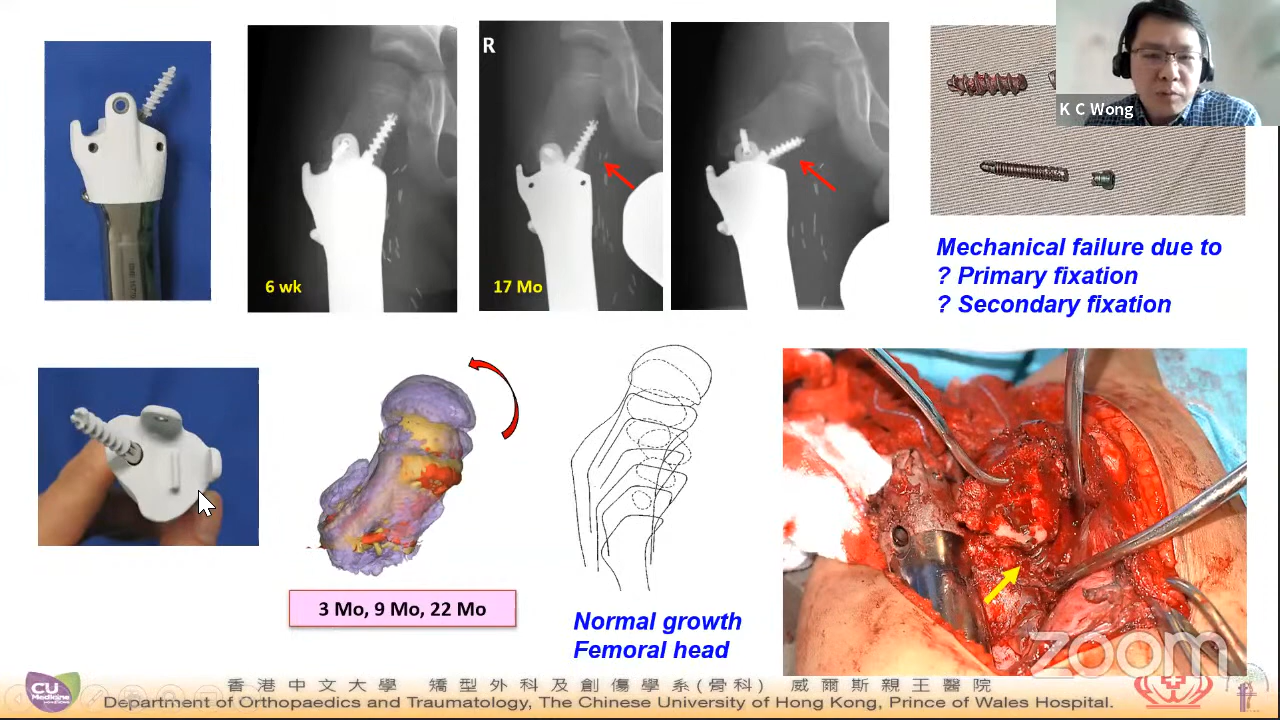 R
K C Wong
6 wk
17 Mo
Mechanical failure due to
? Primary fixation
? Secondary fixation
3 Mo, 9 Mo, 22 Mo
Normal growth
Femoral head
zoom
CU
Medicine
香港中文大學 矯型外科及創傷學系(骨科) 威爾斯親王醫院
Department of Orthopaedics and Traumatology, The Chinese University of Hong Kong, Prince of Wales Hospital.